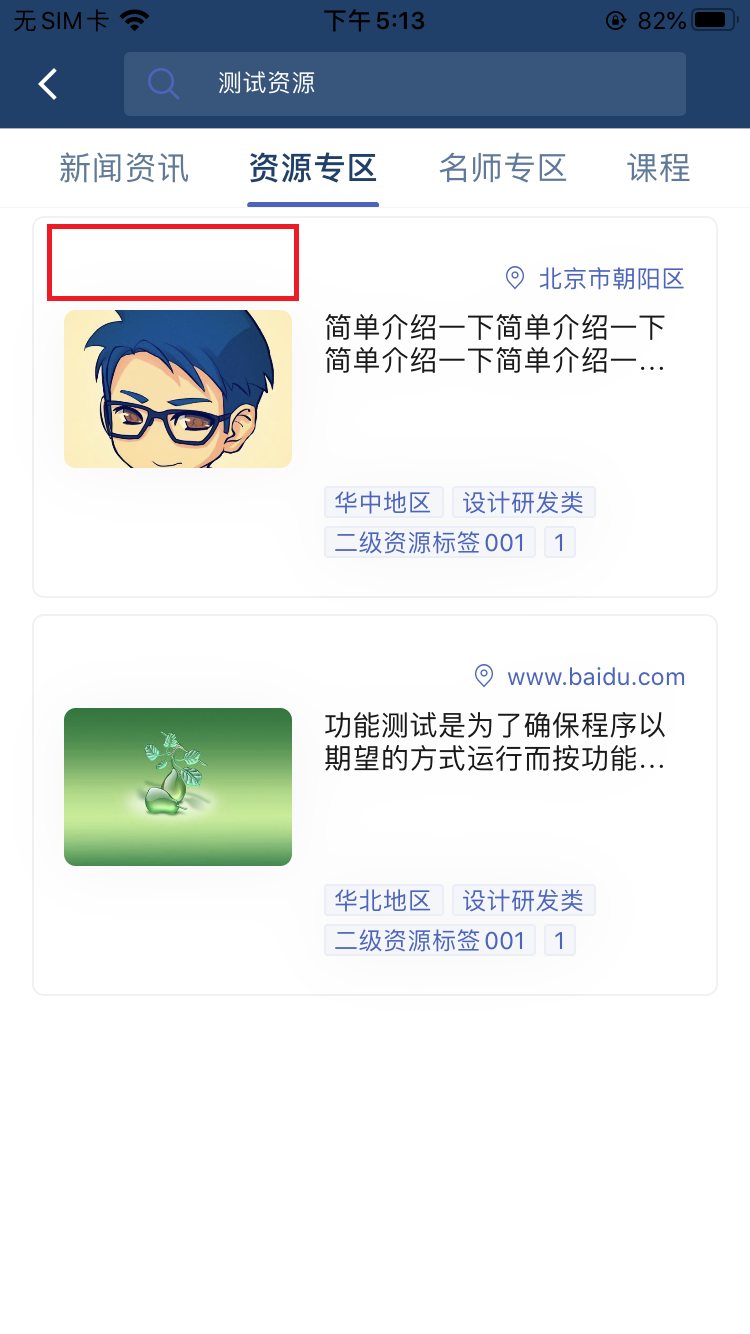 无SIM卡 下午5:13 82%
测试资源
新闻资讯 资源专区 名师专区 课程
北京市朝阳区
简单介绍一下简单介绍一下
简单介绍一下简单介绍一...
华中地区 设计研发类
二级资源标签001 1
www.baidu.com
功能测试是为了确保程序以
期望的方式运行而按功能...
华北地区 设计研发类
二级资源标签001 1